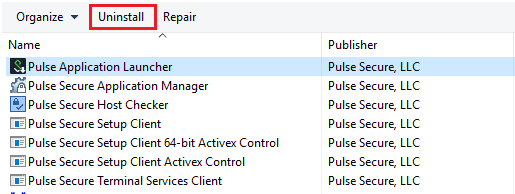 Organize Uninstall Repair
Name Publisher
Pulse Application Launcher Pulse Secure, LLC
Pulse Secure Application Manager Pulse Secure, LLC
Pulse Secure Host Checker Pulse Secure, LLC
Pulse Secure Setup Client Pulse Secure, LLC
Pulse Secure Setup Client 64-bit Activex Control Pulse Secure, LLC
Pulse Secure Setup Client Activex Control Pulse Secure, LLC
Pulse Secure Terminal Services Client Pulse Secure, LLC